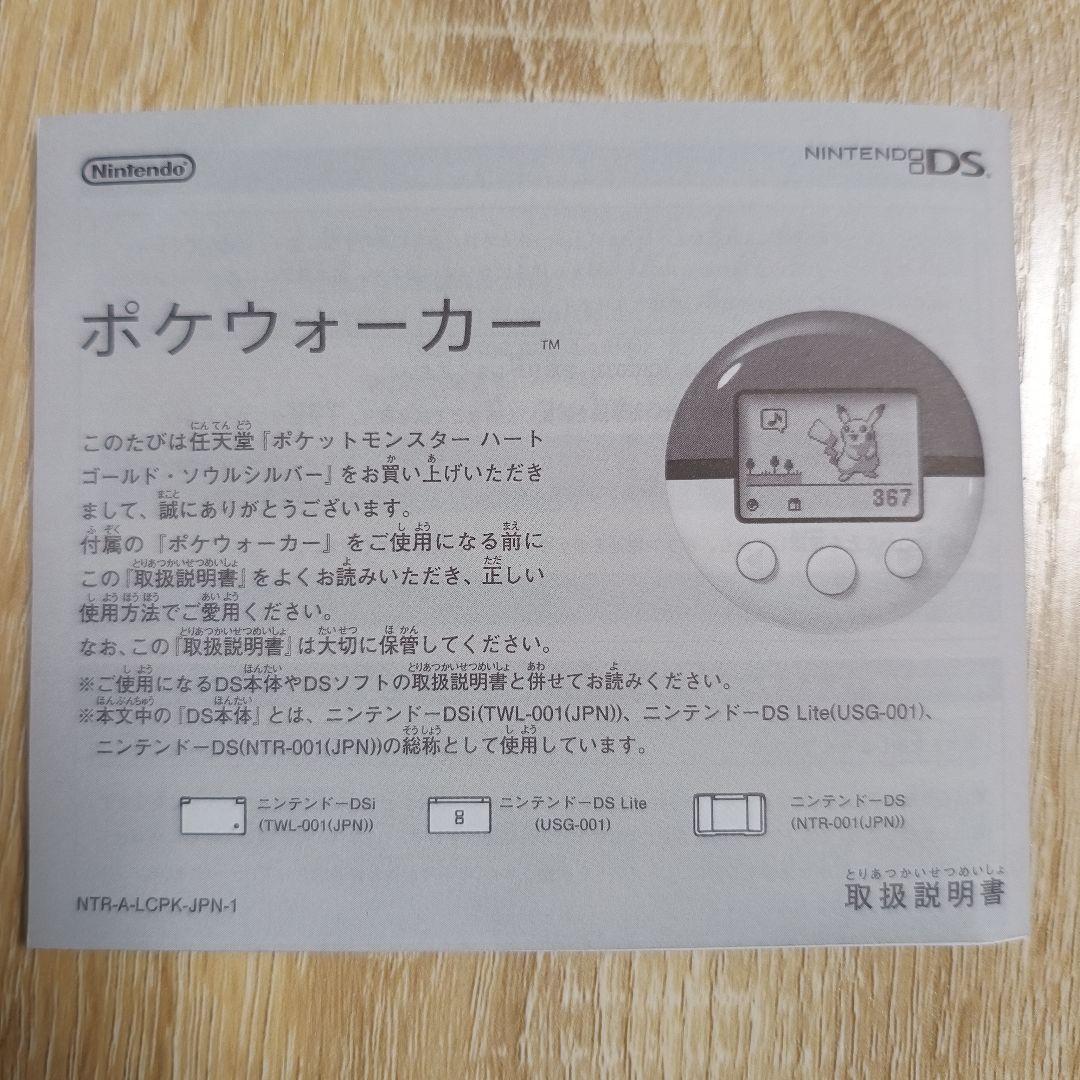 Nintendo®
NINTENDO DS®
ポケウォーカー™
このたびは任天堂『ポケットモンスター ハート
ゴールド・ソウルシルバー』をお買い上げいただき
まして、誠にありがとうございます。
付属の『ポケウォーカー』をご使用になる前に
この『取扱説明書』をよくお読みいただき、正しい
使用方法でご愛用ください。
なお、この『取扱説明書』は大切に保管してください。
※ご使用になるDS本体やDSソフトの取扱説明書と併せてお読みください。
※本文中の『DS本体』とは、ニンテンドーDSi(TWL-001(JPN))、ニンテンドーDS Lite(USG-001)、
ニンテンドーDS(NTR-001(JPN))の総称として使用しています。
367
ニンテンドーDSi
(TWL-001(JPN))
ニンテンドーDS Lite
(USG-001)
ニンテンドーDS
(NTR-001(JPN))
とりあつかいせつめいしょ
取扱説明書
NTR-A-LCPK-JPN-1